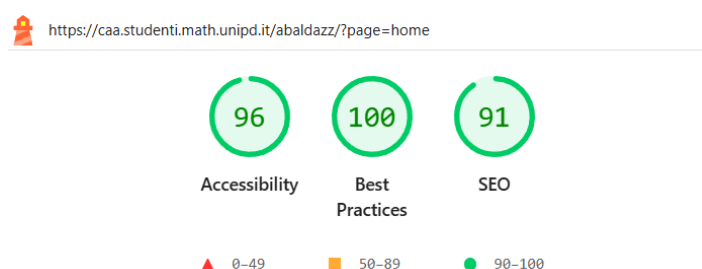 https://caa.studenti.math.unipd.it/abaldazz/?page=home
96 100 91
Accessibility Best Practices SEO
0–49 50–89 90–100